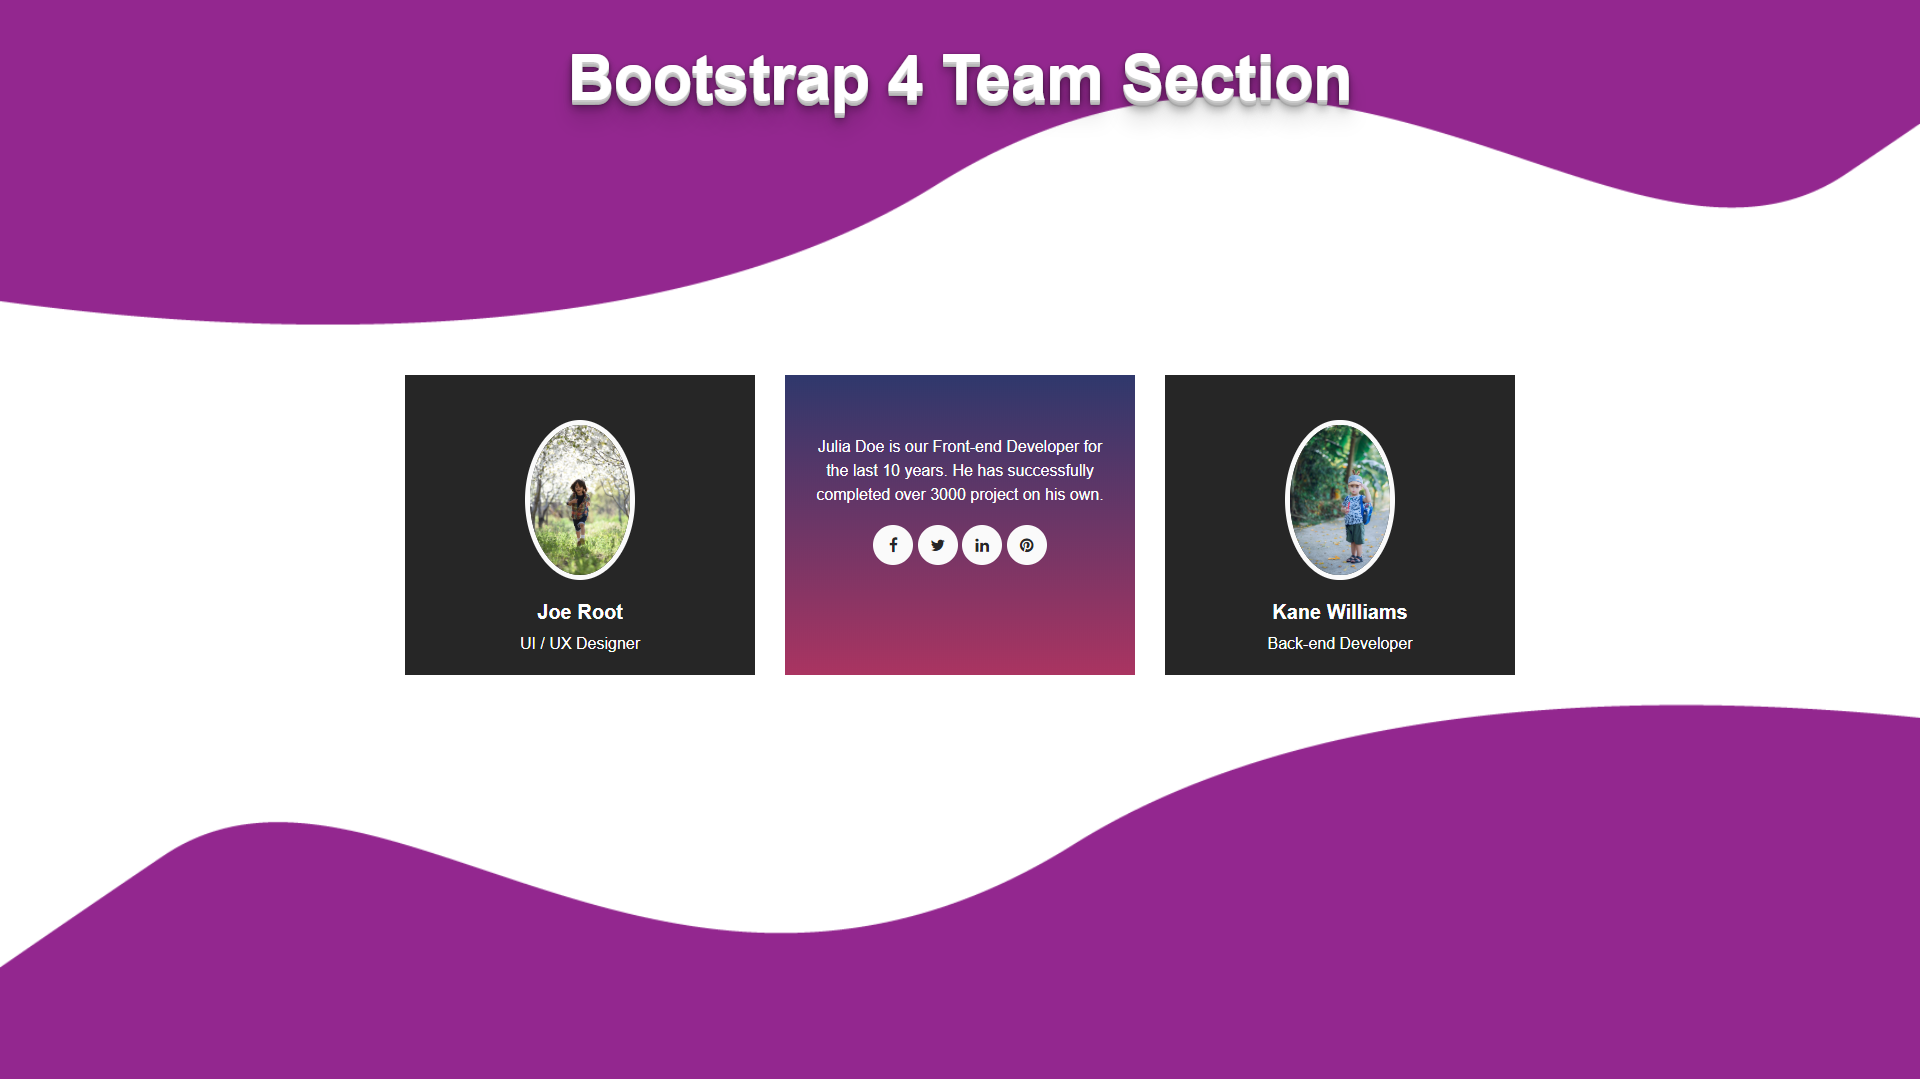 Bootstrap 4 Team Section
Joe Root
UI / UX Designer
Julia Doe is our Front-end Developer for
the last 10 years. He has successfully
completed over 3000 project on his own.
Kane Williams
Back-end Developer